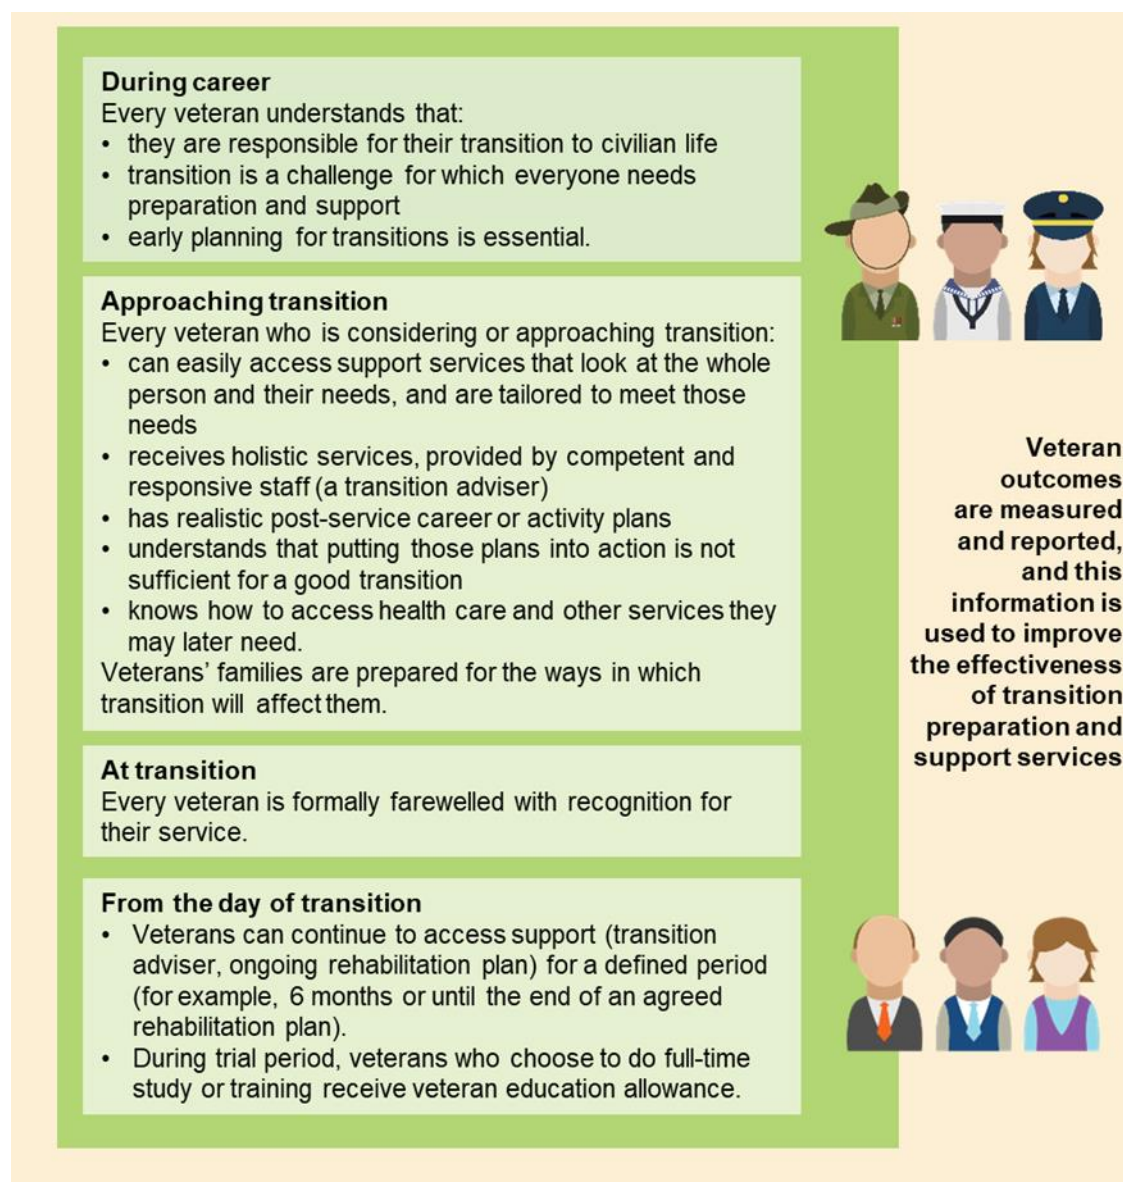 During career
Every veteran understands that:
• they are responsible for their transition to civilian life
• transition is a challenge for which everyone needs
preparation and support
• early planning for transitions is essential.
Approaching transition
Every veteran who is considering or approaching transition:
• can easily access support services that look at the whole
person and their needs, and are tailored to meet those
needs
• receives holistic services, provided by competent and
responsive staff (a transition adviser)
• has realistic post-service career or activity plans
• understands that putting those plans into action is not
sufficient for a good transition
• knows how to access health care and other services they
may later need.
Veterans’ families are prepared for the ways in which
transition will affect them.
At transition
Every veteran is formally farewelled with recognition for
their service.
From the day of transition
• Veterans can continue to access support (transition
adviser, ongoing rehabilitation plan) for a defined period
(for example, 6 months or until the end of an agreed
rehabilitation plan).
• During trial period, veterans who choose to do full-time
study or training receive veteran education allowance.
Veteran
outcomes
are measured
and reported,
and this
information is
used to improve
the effectiveness
of transition
preparation and
support services